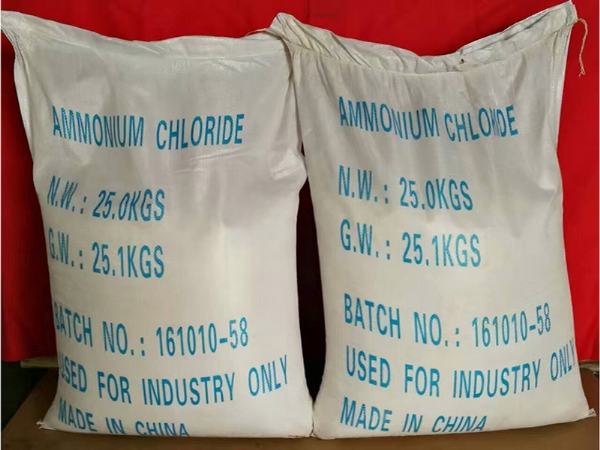 AMMONIUM CHLORIDE
N.W.: 25.0KGS
G.W.: 25.1KGS
BATCH NO.: 161010-58
USED FOR INDUSTRY ONLY
MADE IN CHINA
AMMONIUM CHLORIDE
N.W.: 25.0KGS
G.W.: 25.1KGS
BATCH NO.: 161010-58
USED FOR INDUSTRY ONLY
MADE IN CHINA